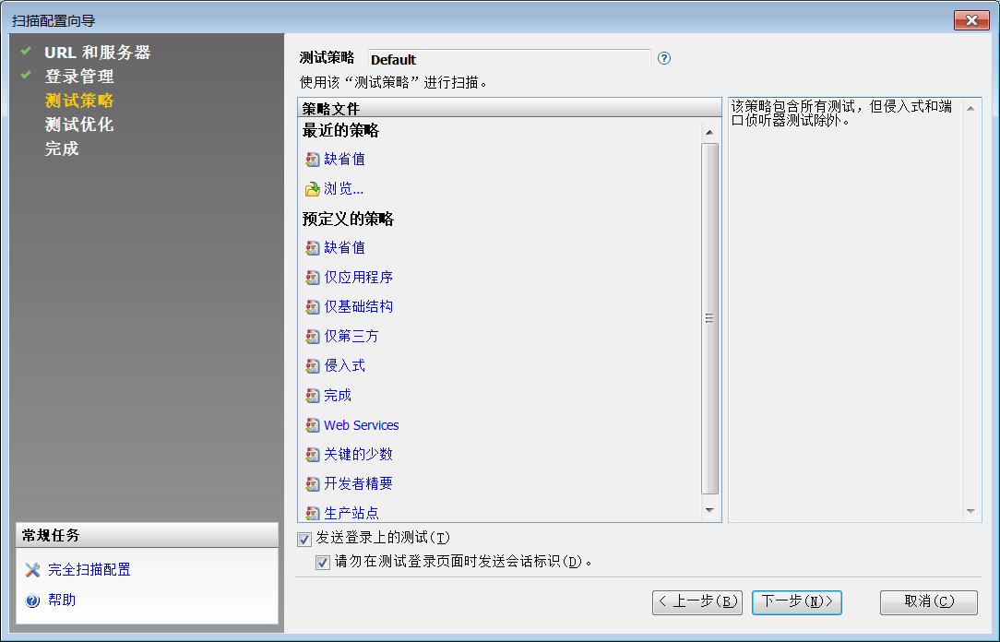 扫描配置向导
URL 和服务器
登录管理
测试策略
测试优化
完成
常规任务
完全扫描配置
帮助
测试策略 Default
使用该“测试策略”进行扫描。
策略文件
最近的策略
缺省值
浏览...
预定义的策略
缺省值
仅应用程序
仅基础结构
仅第三方
侵入式
完成
Web Services
关键的少数
开发者精要
生产站点
该策略包含所有测试，但侵入式和端
口侦听器测试除外。
发送登录上的测试(T)
请勿在测试登录页面时发送会话标识(D)。
< 上一步(B) 下一步(N)> 取消(C)